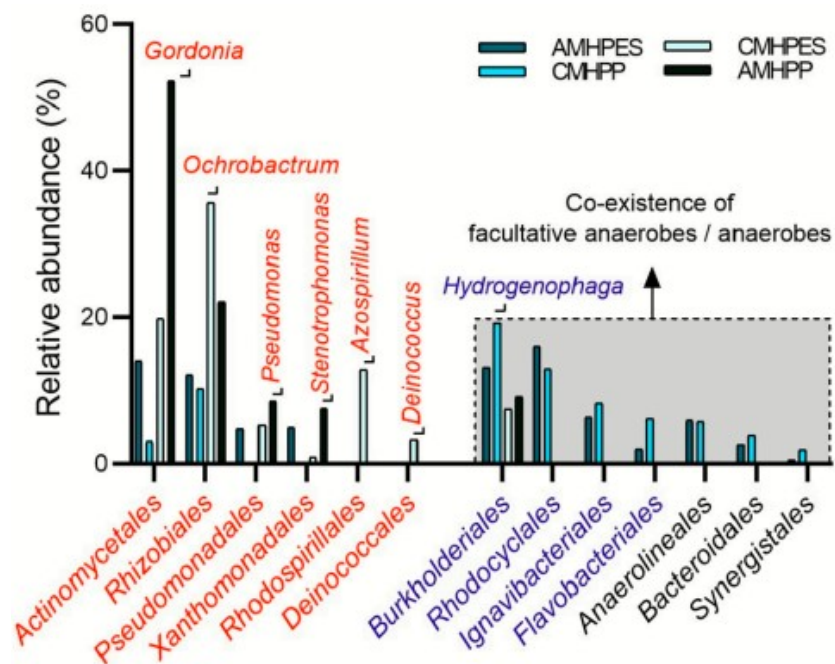 60
40
20
0
Relative abundance (%)
AMHPES
CMHPES
CMHPP
AMHPP
Gordonia
Ochrobactrum
Pseudomonas
Stenotrophomonas
Azospirillum
Deinococcus
Co-existence of
facultative anaerobes / anaerobes
Hydrogenophaga
Actinomycetales
Rhizobiales
Pseudomonadales
Xanthomonadales
Rhodospirillales
Deinococcales
Burkholderiales
Rhodocyclales
Ignavibacteriales
Flavobacteriales
Anaerolineales
Bacteroidales
Synergistales